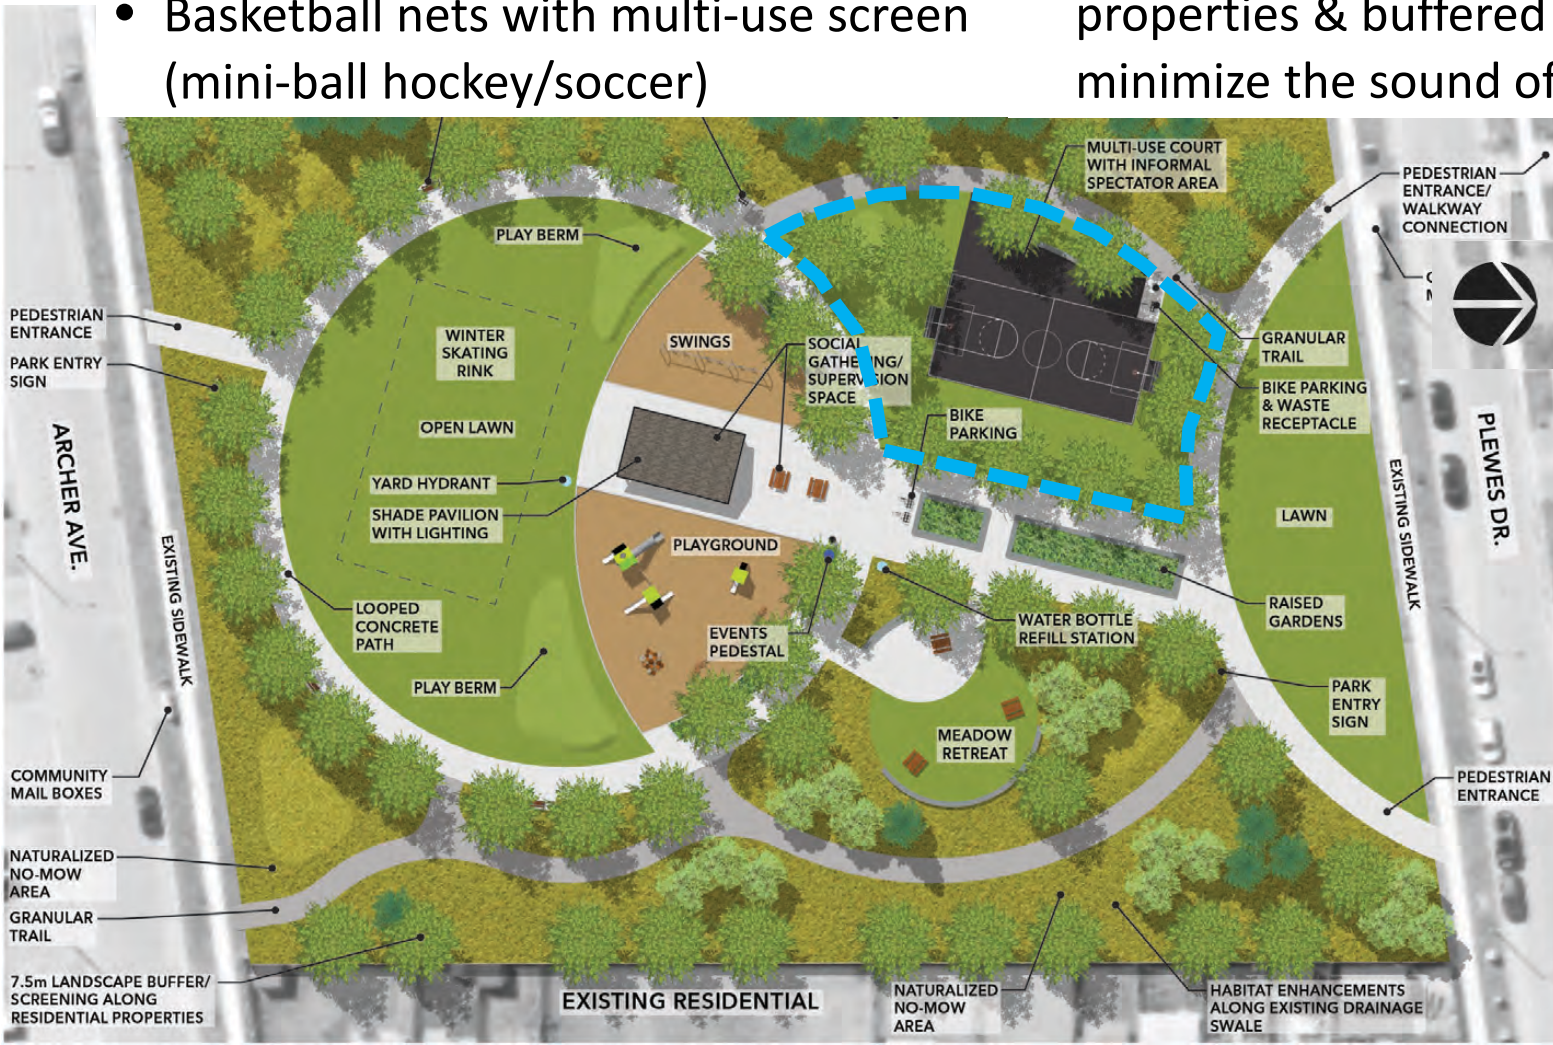 • Basketball nets with multi-use screen
(mini-ball hockey/soccer)
properties & buffered
minimize the sound of
MULTI-USE COURT
WITH INFORMAL
SPECTATOR AREA
PEDESTRIAN
ENTRANCE/
WALKWAY
CONNECTION
PLAY BERM
PEDESTRIAN
ENTRANCE
PARK ENTRY
SIGN
WINTER
SKATING
RINK
SWINGS
SOCIAL
GATHERING/
SUPERVISION
SPACE
GRANULAR
TRAIL
BIKE PARKING
& WASTE
RECEPTACLE
BIKE
PARKING
OPEN LAWN
ARCHER AVE.
PLEWES DR.
YARD HYDRANT
SHADE PAVILION
WITH LIGHTING
PLAYGROUND
LAWN
EXISTING SIDEWALK
EXISTING SIDEWALK
LOOPED
CONCRETE
PATH
EVENTS
PEDESTAL
WATER BOTTLE
REFILL STATION
RAISED
GARDENS
PLAY BERM
PARK
ENTRY
SIGN
MEADOW
RETREAT
COMMUNITY
MAIL BOXES
PEDESTRIAN
ENTRANCE
NATURALIZED
NO-MOW
AREA
GRANULAR
TRAIL
7.5m LANDSCAPE BUFFER/
SCREENING ALONG
RESIDENTIAL PROPERTIES
EXISTING RESIDENTIAL
NATURALIZED
NO-MOW
AREA
HABITAT ENHANCEMENTS
ALONG EXISTING DRAINAGE
SWALE